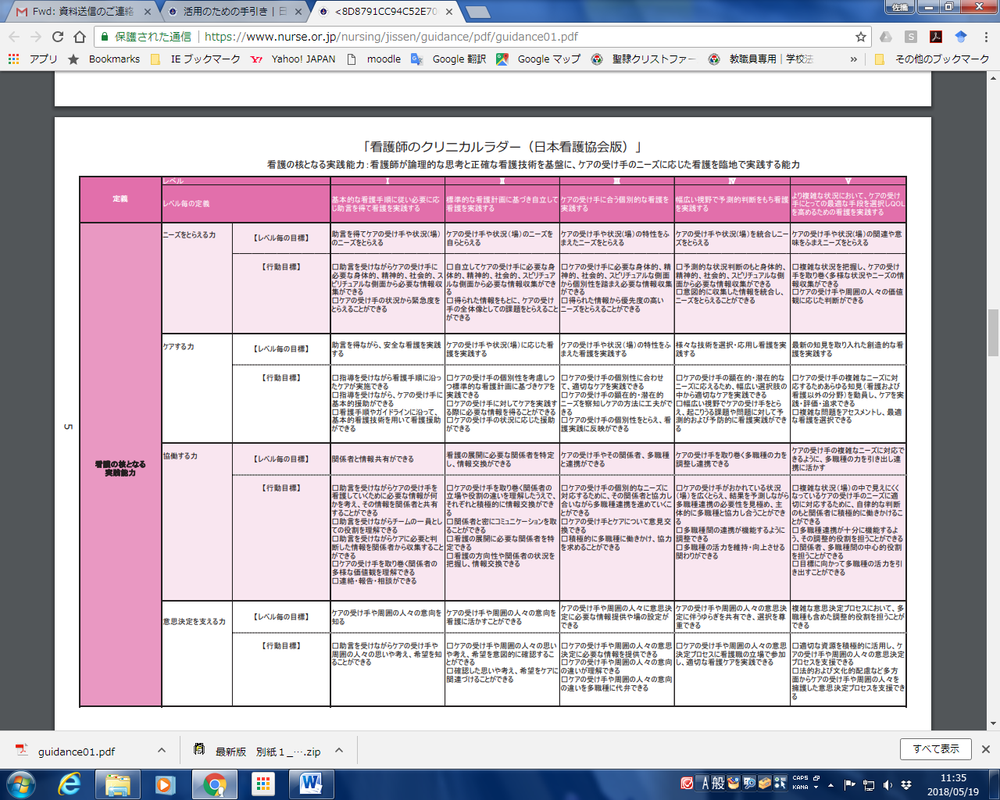 Fwd: 資料送信のご連絡
活用のための手引き | 日
<8D8791CC94C52E70
佐織
保護された通信
https://www.nurse.or.jp/nursing/jissen/guidance/pdf/guidance01.pdf
アプリ
Bookmarks
IE ブックマーク
Yahoo! JAPAN
moodle
Google 翻訳
Google マップ
聖隷クリストファー
教職員専用 | 学校法
»
その他のブックマーク
「看護師のクリニカルラダー（日本看護協会版）」
看護の核となる実践能力：看護師が論理的な思考と正確な看護技術を基盤に、ケアの受け手のニーズに応じた看護を臨地で実践する能力
定義
レベル
Ⅰ
Ⅱ
Ⅲ
Ⅳ
Ⅴ
レベル毎の定義
基本的な看護手順に従い必要に応
じ助言を得て看護を実践する
標準的な看護計画に基づき自立して
看護を実践する
ケアの受け手に合う個別的な看護を
実践する
幅広い視野で予測的判断をもち看護
を実践する
より複雑な状況において、ケアの受け
手にとっての最適な手段を選択しQOL
を高めるための看護を実践する
看護の核となる
実践能力
ニーズをとらえる力
【レベル毎の目標】
助言を得てケアの受け手や状況（場）
のニーズをとらえる
ケアの受け手や状況（場）のニーズを
自らとらえる
ケアの受け手や状況（場）の特性をふ
まえたニーズをとらえる
ケアの受け手や状況（場）を統合しニー
ズをとらえる
ケアの受け手や状況（場）の関連や意
味をふまえニーズをとらえる
【行動目標】
□助言を受けながらケアの受け手に
必要な身体的、精神的、社会的、ス
ピリチュアルな側面から必要な情報収
集ができる
□ケアの受け手の状況から緊急度を
とらえることができる
□自立してケアの受け手に必要な身
体的、精神的、社会的、スピリチュア
ルな側面から必要な情報収集ができ
る
□得られた情報をもとに、ケアの受け
手の全体像としての課題をとらえること
ができる
□ケアの受け手に必要な身体的、精
神的、社会的、スピリチュアルな側面
から個別性を踏まえ必要な情報収集
ができる
□得られた情報から優先度の高い
ニーズをとらえることができる
□予測的な状況判断のもと身体的、
精神的、社会的、スピリチュアルな側
面から必要な情報収集ができる
□意図的に収集した情報を統合し、
ニーズをとらえることができる
□複雑な状況を把握し、ケアの受け
手を取り巻く多様な状況やニーズの情
報収集ができる
□ケアの受け手や周囲の人々の価値
観に応じた判断ができる
ケアする力
【レベル毎の目標】
助言を得ながら、安全な看護を実践
する
ケアの受け手や状況（場）に応じた看
護を実践する
ケアの受け手や状況（場）の特性をふ
まえた看護を実践する
様々な技術を選択・応用し看護を実
践する
最新の知見を取り入れた創造的な看
護を実践する
【行動目標】
□指導を受けながら看護手順に沿っ
たケアが実施できる
□指導を受けながら、ケアの受け手に
基本的援助ができる
□看護手順やガイドラインに沿って、
基本的看護技術を用いて看護援助
ができる
□ケアの受け手の個別性を考慮しつ
つ標準的な看護計画に基づきケアを
実践できる
□ケアの受け手に対してケアを実践す
る際に必要な情報を得ることができる
□ケアの受け手の状況に応じた援助
ができる
□ケアの受け手の個別性に合わせ
て、適切なケアを実践できる
□ケアの受け手の顕在的・潜在的
ニーズを察知しケアの方法に工夫がで
きる
□ケアの受け手の個別性をとらえ、看
護実践に反映ができる
□ケアの受け手の顕在的・潜在的な
ニーズに応えるため、幅広い選択肢の
中から適切なケアを実践できる
□幅広い視野でケアの受け手をとら
え、起こりうる課題や問題に対して予
測的および予防的に看護実践ができ
る
□ケアの受け手の複雑なニーズに対
応するためあらゆる知見（看護および
看護以外の分野）を動員し、ケアを実
践・評価・追求できる
□複雑な問題をアセスメントし、最適
な看護を選択できる
協働する力
【レベル毎の目標】
関係者と情報共有ができる
看護の展開に必要な関係者を特定
し、情報交換ができる
ケアの受け手やその関係者、多職種
と連携ができる
ケアの受け手を取り巻く多職種の力を
調整し連携できる
ケアの受け手の複雑なニーズに対応で
きるように、多職種の力を引き出し連
携に活かす
【行動目標】
□助言を受けながらケアの受け手を
看護していくために必要な情報が何
かを考え、その情報を関係者と共有
することができる
□助言を受けながらチームの一員とし
ての役割を理解できる
□助言を受けながらケアに必要と判
断した情報を関係者から収集すること
ができる
□ケアの受け手を取り巻く関係者の
多様な価値観を理解できる
□連絡・報告・相談ができる
□ケアの受け手を取り巻く関係者の
立場や役割の違いを理解したうえで、
それぞれと積極的に情報交換ができ
る
□関係者と密にコミュニケーションを取
ることができる
□看護の展開に必要な関係者を特
定できる
□看護の方向性や関係者の状況を
把握し、情報交換できる
□ケアの受け手の個別的なニーズに
対応するために、その関係者と協力し
合いながら多職種連携を進めていくこ
とができる
□ケアの受け手とケアについて意見交
換できる
□積極的に多職種に働きかけ、協力
を求めることができる
□ケアの受け手がおかれている状況
（場）を広くとらえ、結果を予測しながら
多職種連携の必要性を見極め、主
体的に多職種と協力し合うことができ
る
□多職種間の連携が機能するように
調整できる
□多職種の活力を維持・向上させる
関わりができる
□複雑な状況（場）の中で見えにくく
なっているケアの受け手のニーズに適
切に対応するために、自律的な判断
のもと関係者に積極的に働きかけるこ
とができる
□多職種連携が十分に機能するよ
う、その調整的役割を担うことができる
□関係者、多職種間の中心的役割
を担うことができる
□目標に向かって多職種の活力を引
き出すことができる
意思決定を支える力
【レベル毎の目標】
ケアの受け手や周囲の人々の意向を
知る
ケアの受け手や周囲の人々の意向を
看護に活かすことができる
ケアの受け手や周囲の人々に意思決
定に必要な情報提供や場の設定がで
きる
ケアの受け手や周囲の人々の意思決
定に伴うゆらぎを共有でき、選択を尊
重できる
複雑な意思決定プロセスにおいて、多
職種も含めた調整的役割を担うことが
できる
【行動目標】
□助言を受けながらケアの受け手や
周囲の人々の思いや考え、希望を知
ることができる
□ケアの受け手や周囲の人々の思い
や考え、希望を意図的に確認すること
ができる
□確認した思いや考え、希望をケアに
関連づけることができる
□ケアの受け手や周囲の人々の意思
決定に必要な情報を提供できる
□ケアの受け手や周囲の人々の意向
の違いが理解できる
□ケアの受け手や周囲の人々の意向
の違いを多職種に代弁できる
□ケアの受け手や周囲の人々の意思
決定プロセスに看護職の立場で参加
し、適切な看護ケアを実践できる
□適切な資源を積極的に活用し、ケ
アの受け手や周囲の人々の意思決定
プロセスを支援できる
□法的および文化的配慮など多方
面からケアの受け手や周囲の人々を
擁護した意思決定プロセスを支援でき
る
5
guidance01.pdf
最新版 別紙１_….zip
すべて表示
A 般
CAPS
KANA
11:35
2018/05/19